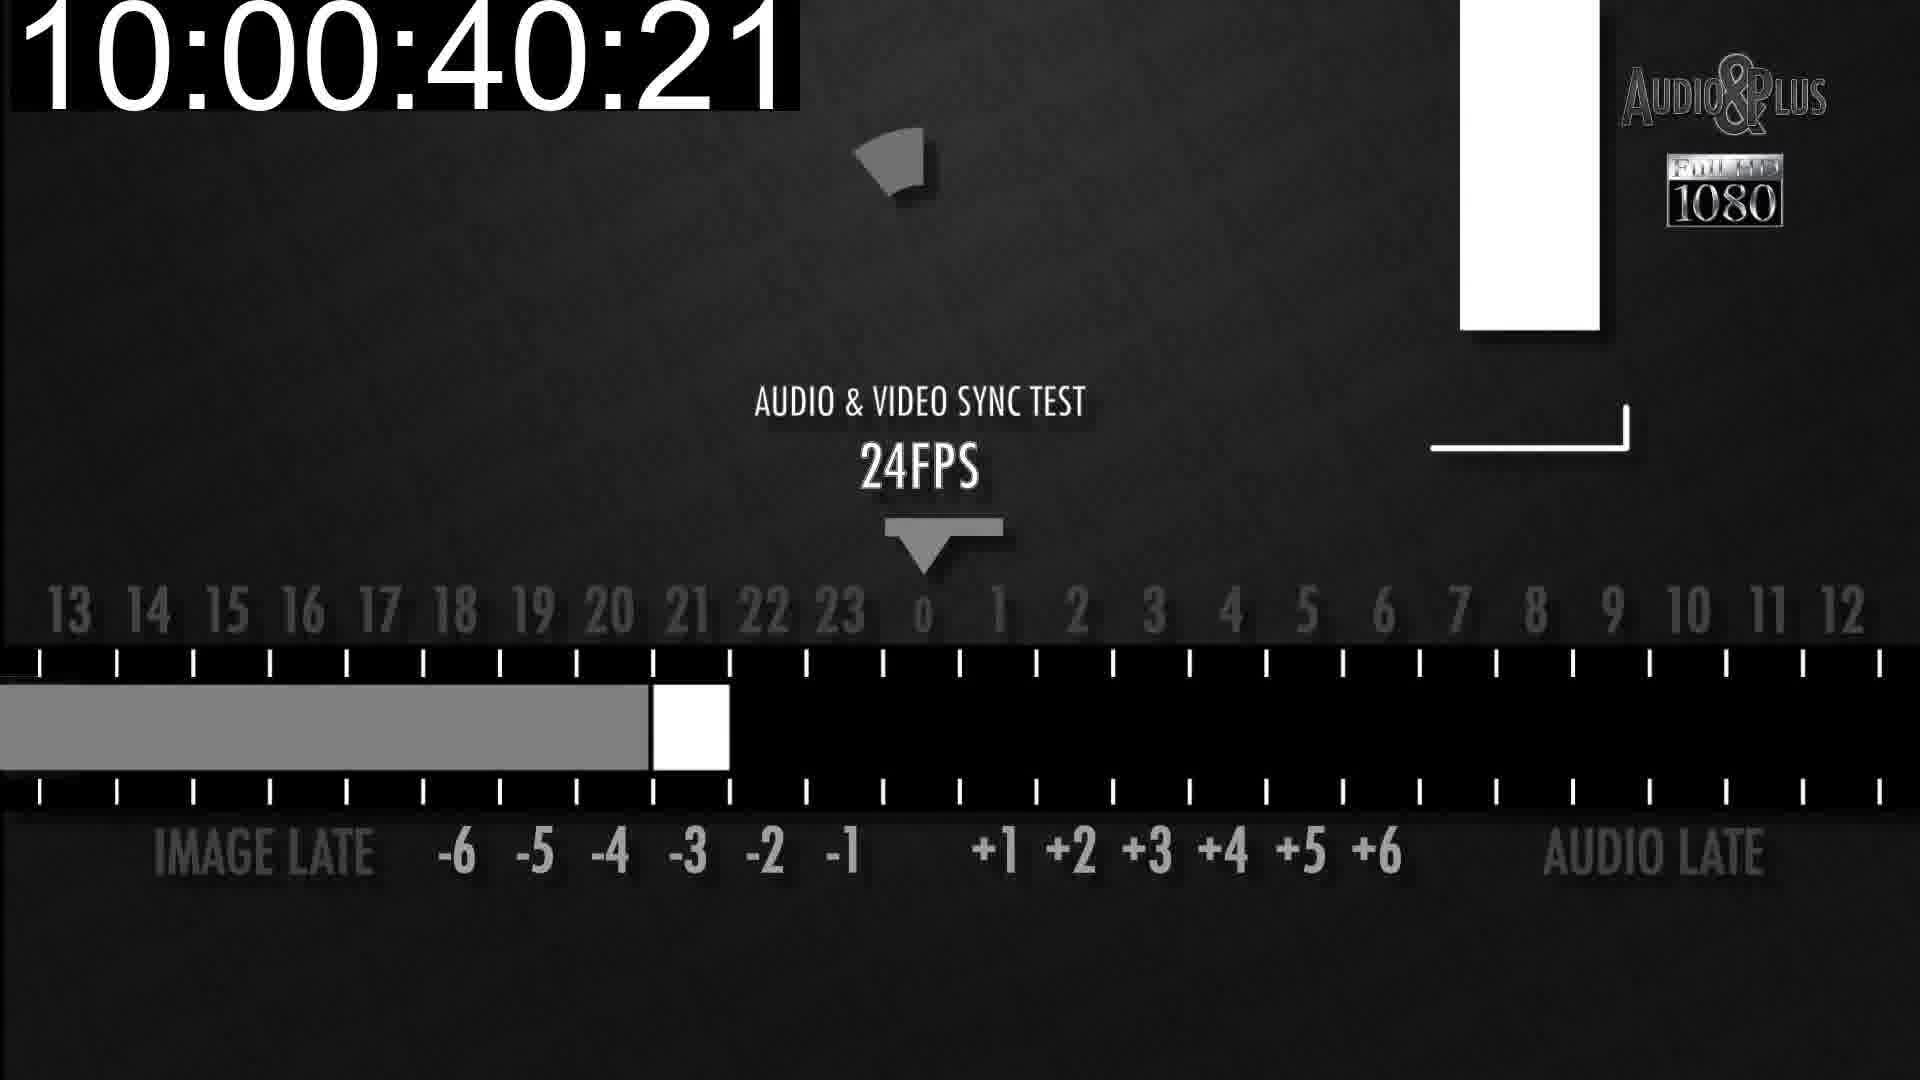 10:00:40:21
AUDIO&PLUS
Full HD
1080
AUDIO & VIDEO SYNC TEST
24FPS
13 14 15 16 17 18 19 20 21 22 23 0 1 2 3 4 5 6 7 8 9 10 11 12
IMAGE LATE -6 -5 -4 -3 -2 -1 +1 +2 +3 +4 +5 +6 AUDIO LATE